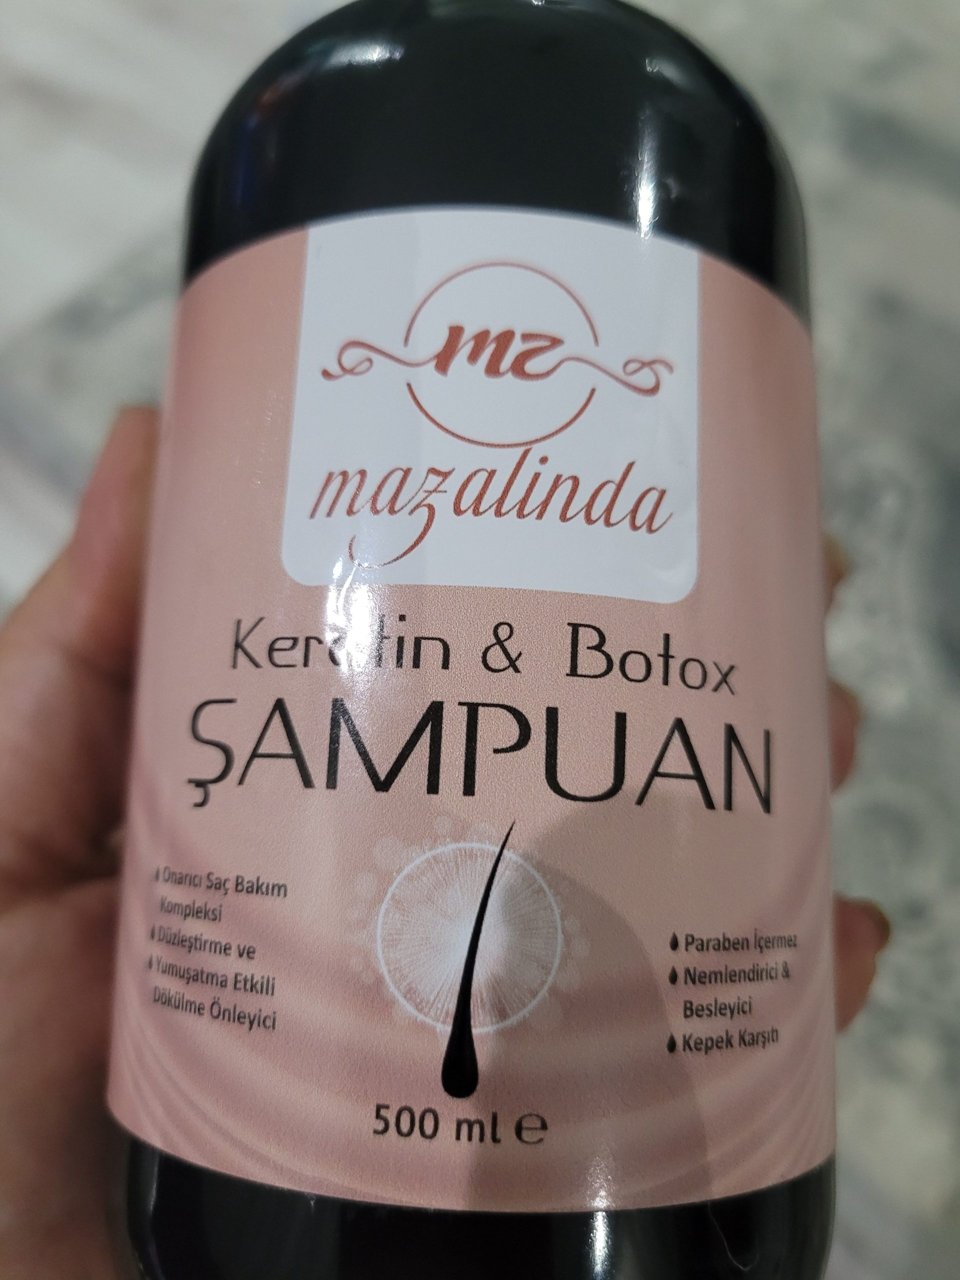 mz
mazalinda
Keratin & Botox
ŞAMPUAN
Onarıcı Saç Bakım
Kompleksi
Düzleştirme ve
Yumuşatma Etkili
Dökülme Önleyici
Paraben İçermez
Nemlendirici &
Besleyici
Kepek Karşıtı
500 ml ℮